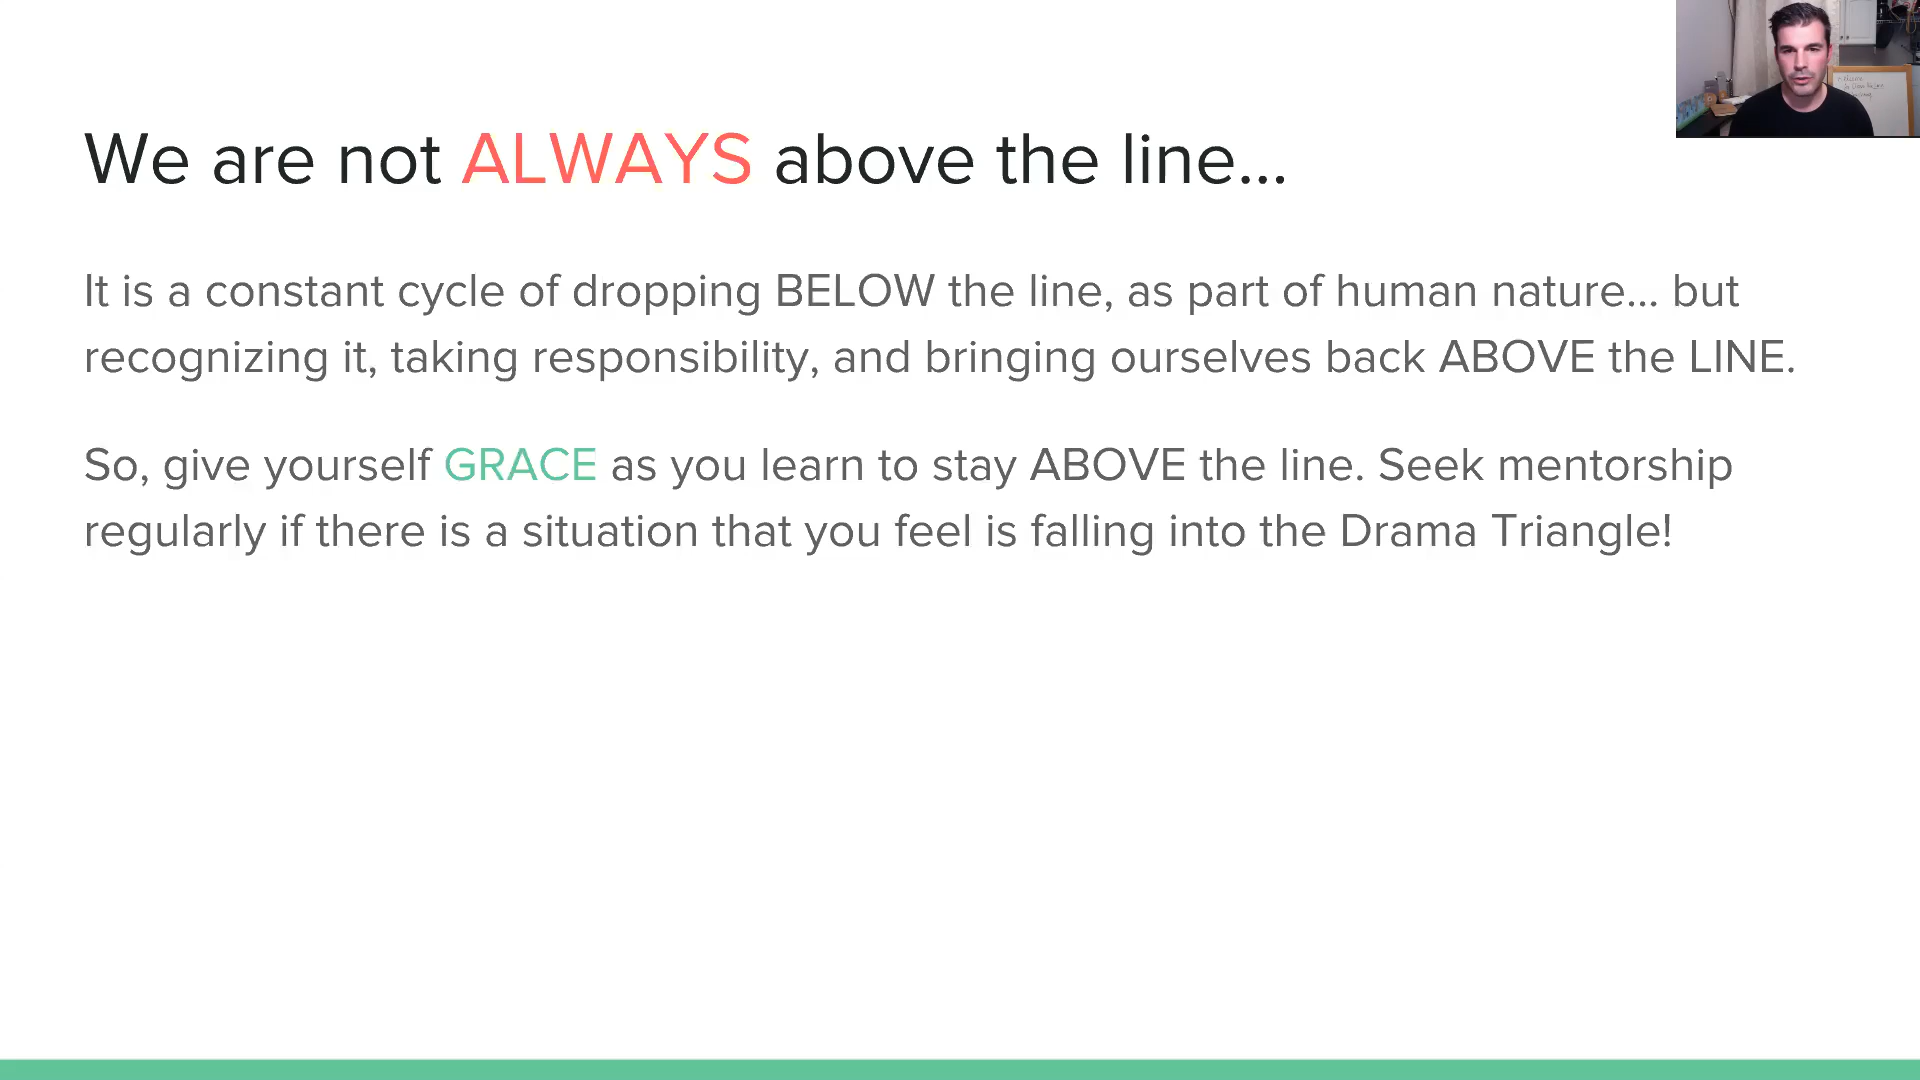 We are not ALWAYS above the line...
It is a constant cycle of dropping BELOW the line, as part of human nature... but
recognizing it, taking responsibility, and bringing ourselves back ABOVE the LINE.
So, give yourself GRACE as you learn to stay ABOVE the line. Seek mentorship
regularly if there is a situation that you feel is falling into the Drama Triangle!